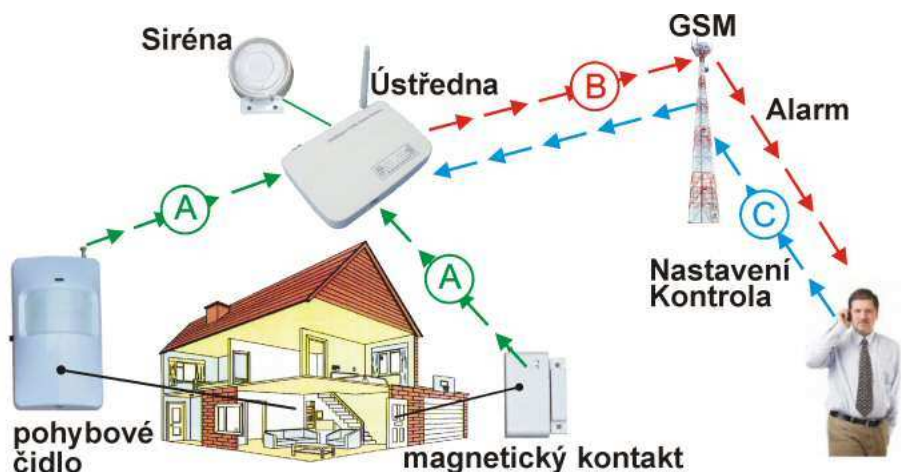 GSM
Siréna
Ústředna
B
Alarm
A
C
A
Nastavení
Kontrola
pohybové
čidlo
magnetický kontakt